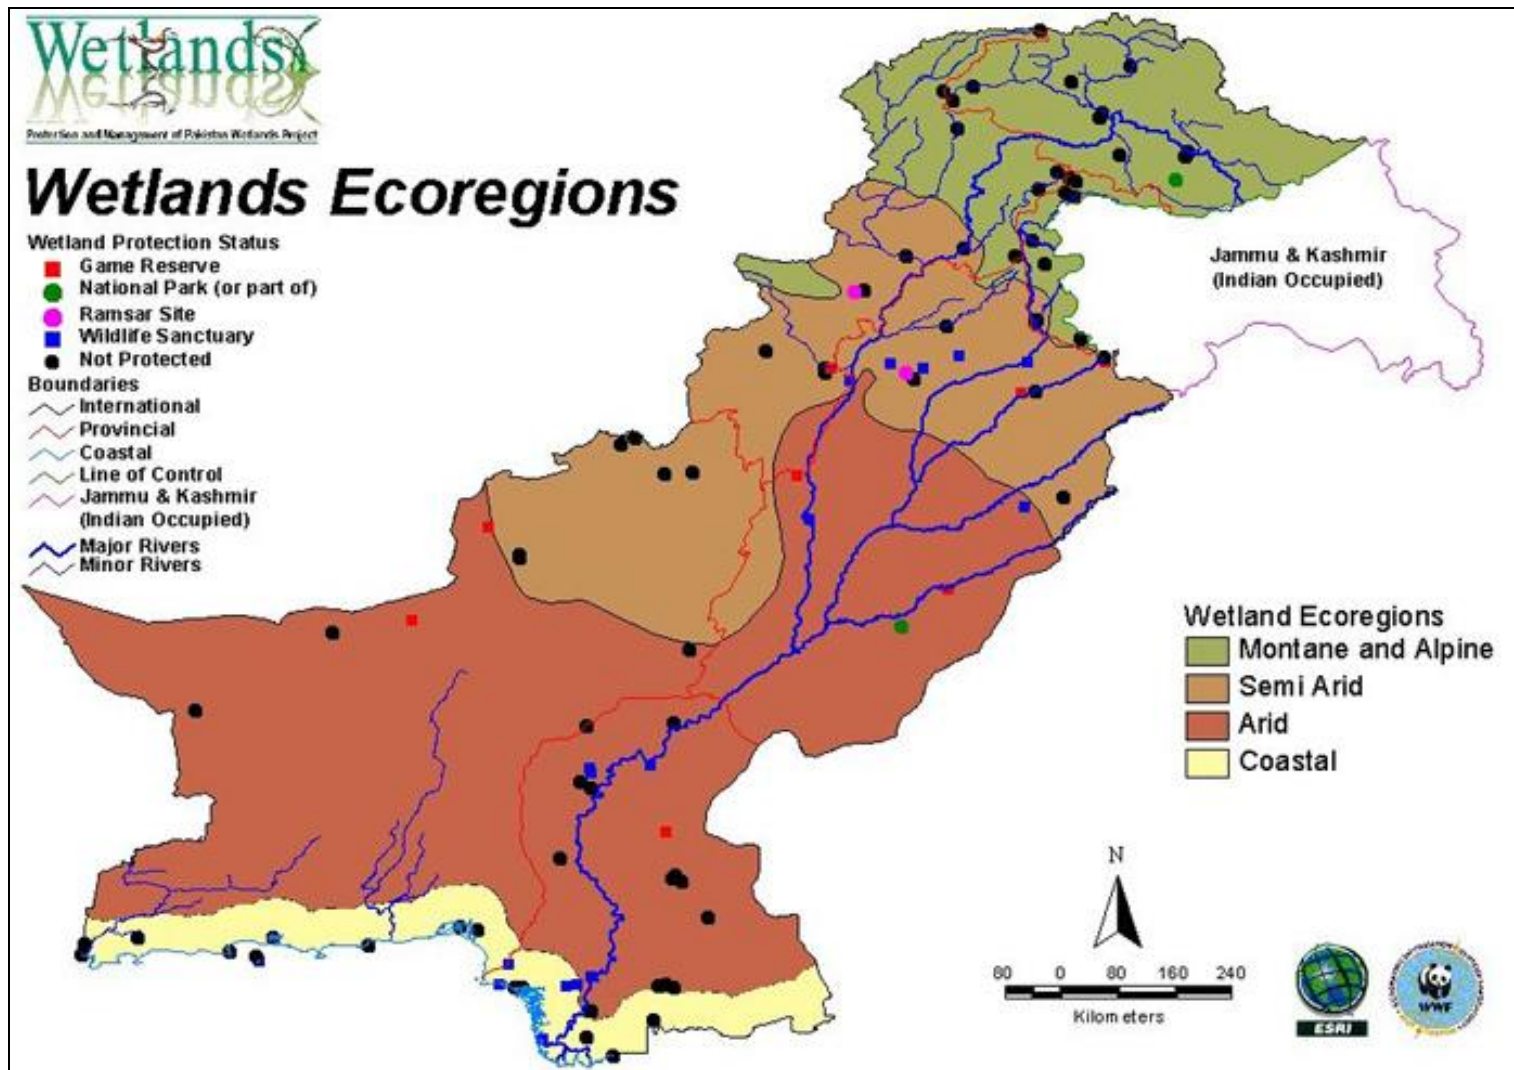 Wetlands
Protection and Management of Pakistan Wetlands Project
Wetlands Ecoregions
Wetland Protection Status
Game Reserve
National Park (or part of)
Ramsar Site
Wildlife Sanctuary
Not Protected
Boundaries
International
Provincial
Coastal
Line of Control
Jammu & Kashmir
(Indian Occupied)
Major Rivers
Minor Rivers
Jammu & Kashmir
(Indian Occupied)
Wetland Ecoregions
Montane and Alpine
Semi Arid
Arid
Coastal
N
80 0 80 160 240
Kilometers
ESRI
WWF